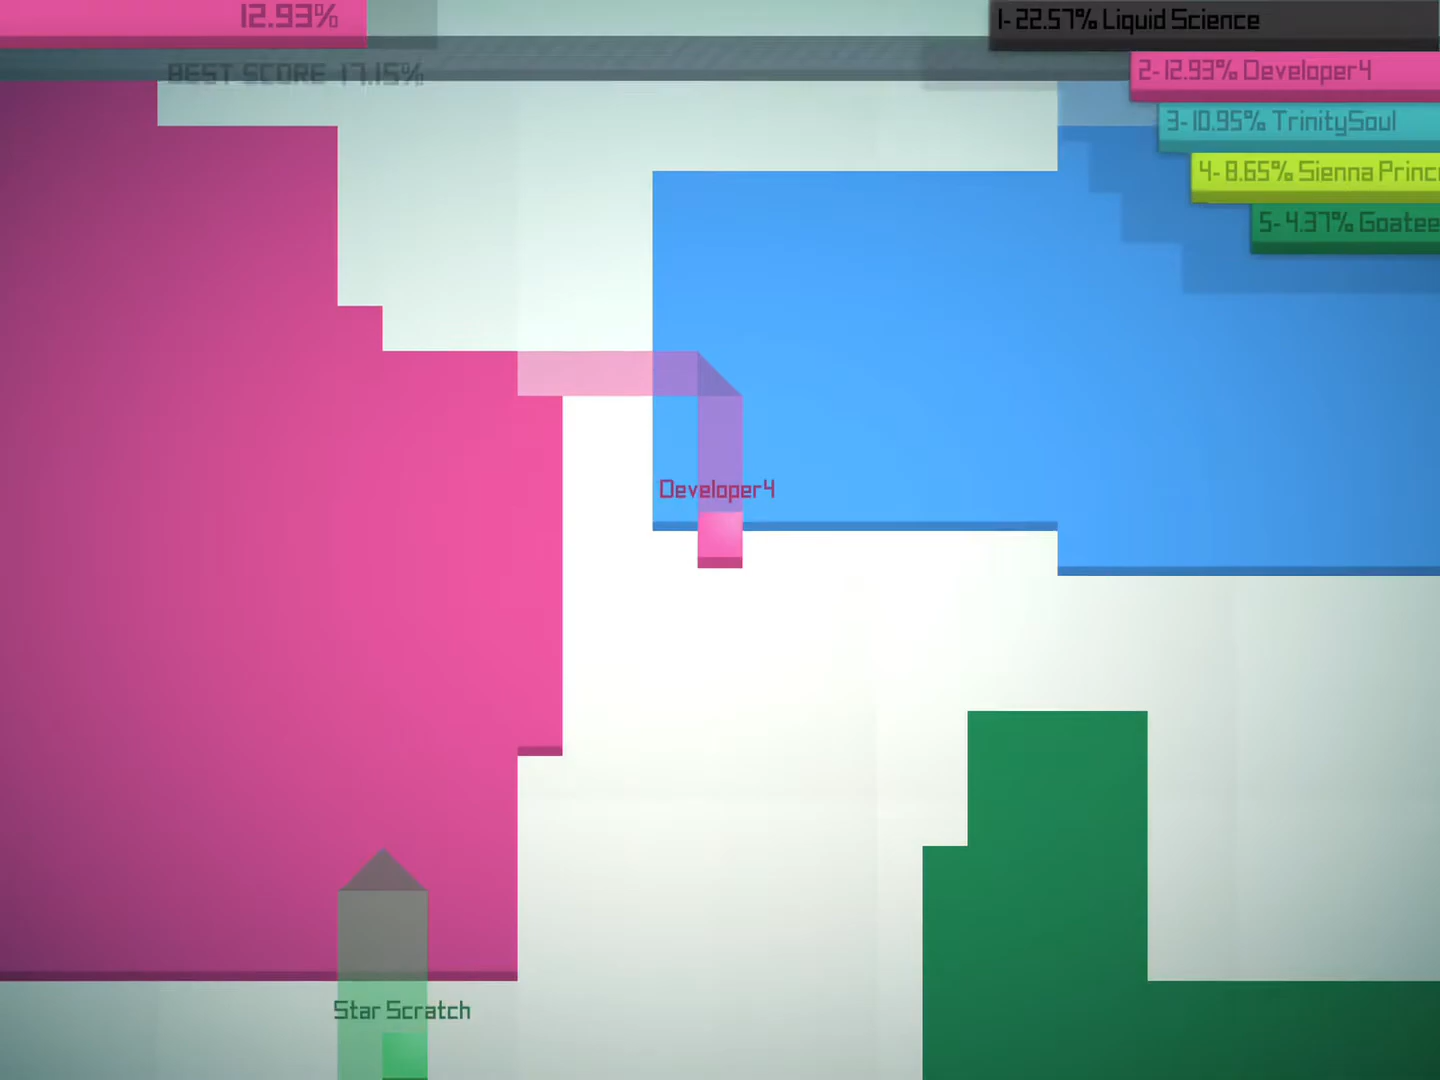 12.93%
BEST SCORE 17.15%
1- 22.57% Liquid Science
2- 12.93% Developer4
3- 10.95% TrinitySoul
4- 8.65% Sienna Princ
5- 4.37% Goatee
Developer4
Star Scratch